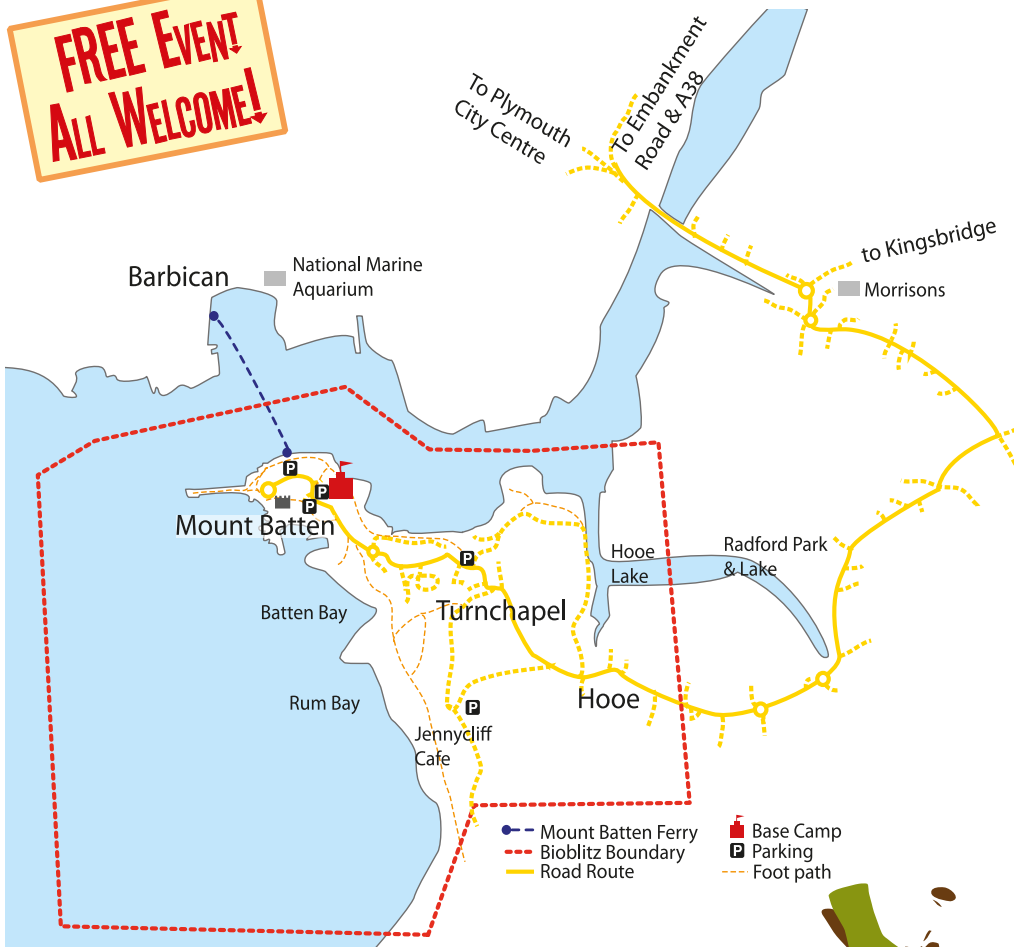 FREE EVENT
ALL WELCOME!
To Plymouth
City Centre
To Embankment
Road & A38
to Kingsbridge
Morrisons
Barbican
National Marine
Aquarium
P
P
P
Mount Batten
P
Hooe
Lake
Radford Park
& Lake
Batten Bay
Turnchapel
Rum Bay
P
Hooe
Jennycliff
Cafe
Mount Batten Ferry
Bioblitz Boundary
Road Route
Base Camp
P Parking
Foot path